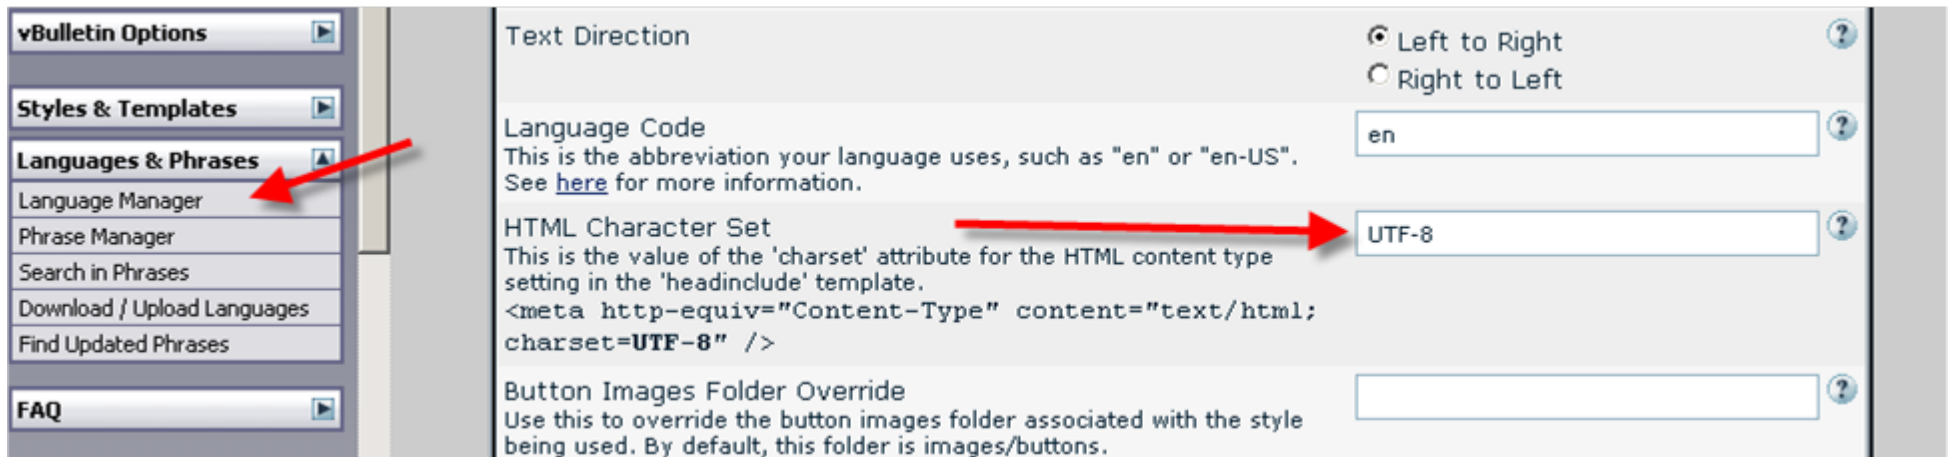 vBulletin Options
Styles & Templates
Languages & Phrases
Language Manager
Phrase Manager
Search in Phrases
Download / Upload Languages
Find Updated Phrases
FAQ
Text Direction
Left to Right
Right to Left
?
Language Code
This is the abbreviation your language uses, such as "en" or "en-US".
See here for more information.
en
?
HTML Character Set
This is the value of the 'charset' attribute for the HTML content type
setting in the 'headinclude' template.
<meta http-equiv="Content-Type" content="text/html;
charset=UTF-8" />
UTF-8
?
Button Images Folder Override
Use this to override the button images folder associated with the style
being used. By default, this folder is images/buttons.
?